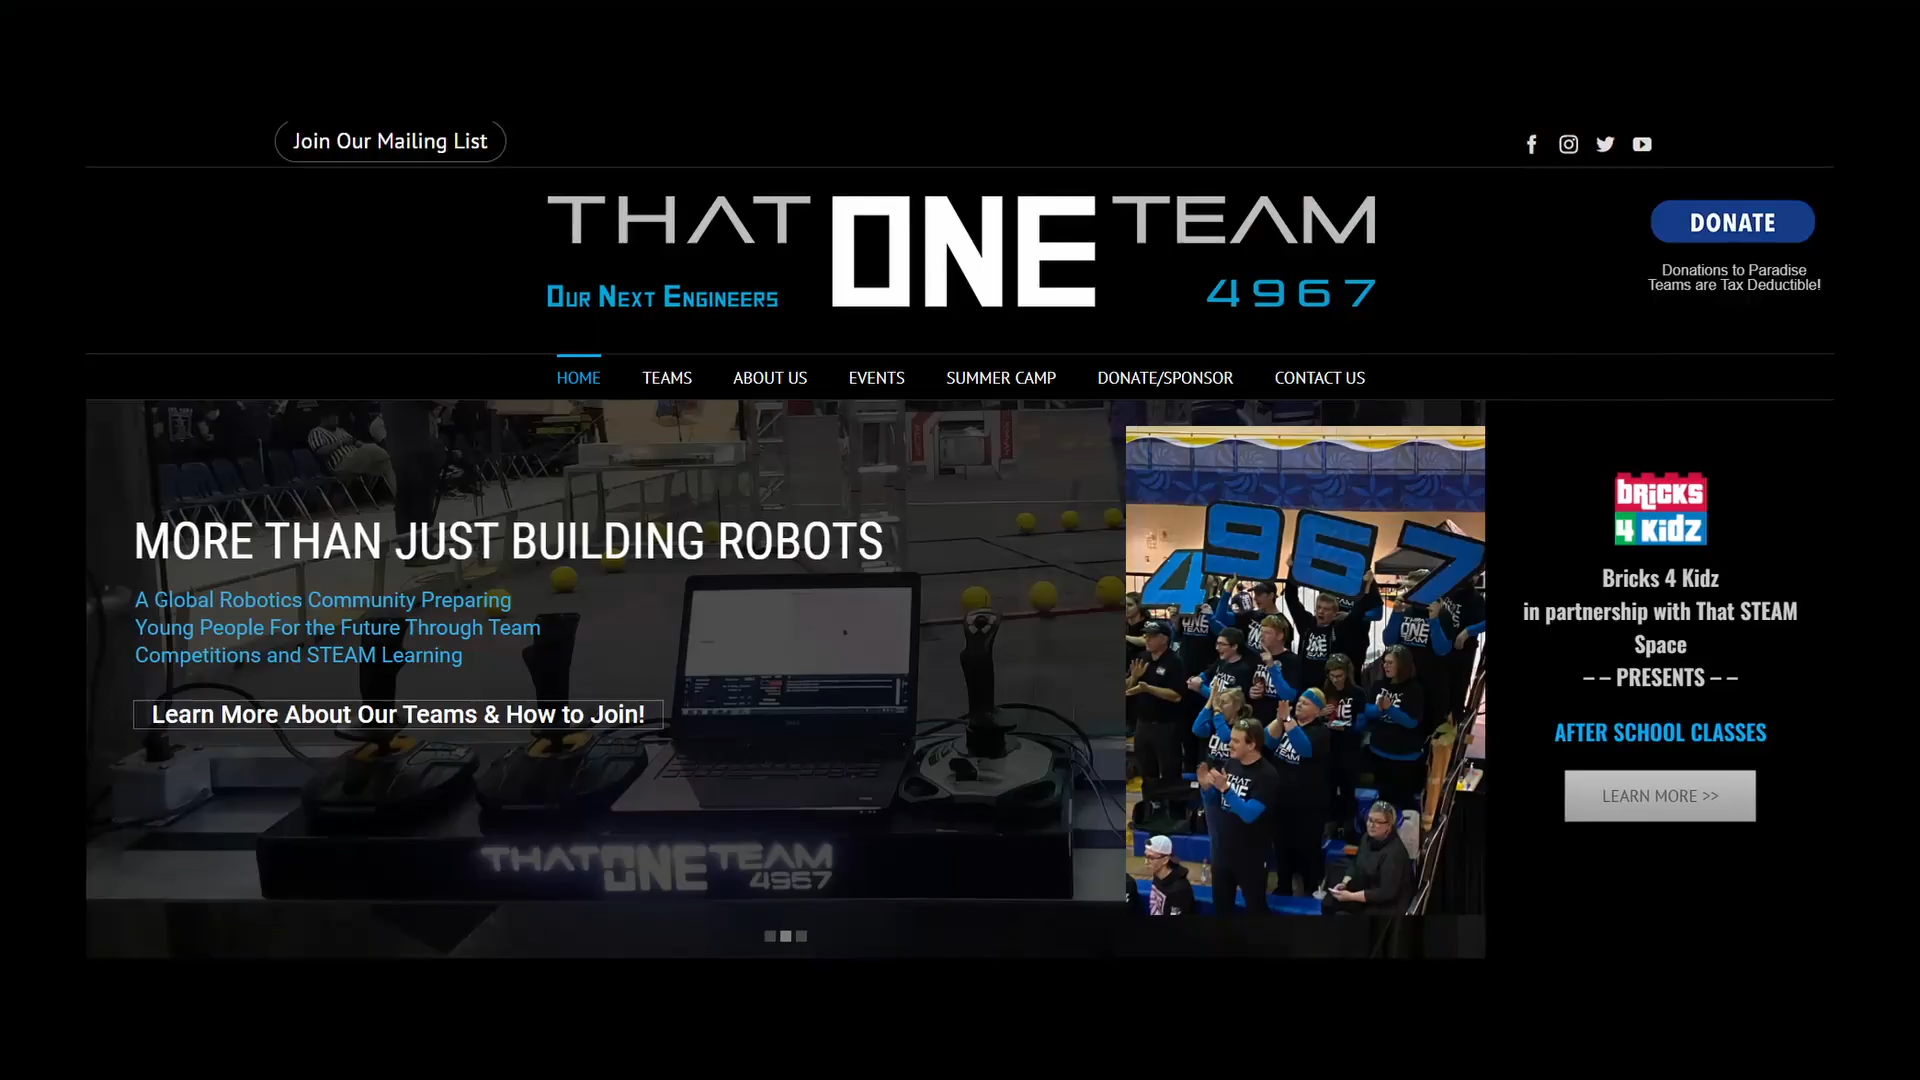 Join Our Mailing List
THAT ONE TEAM
OUR NEXT ENGINEERS
4967
DONATE
Donations to Paradise
Teams are Tax Deductible!
HOME
TEAMS
ABOUT US
EVENTS
SUMMER CAMP
DONATE/SPONSOR
CONTACT US
MORE THAN JUST BUILDING ROBOTS
A Global Robotics Community Preparing
Young People For the Future Through Team
Competitions and STEAM Learning
Learn More About Our Teams & How to Join!
THAT ONE TEAM
4967
4967
THAT
ONE
TEAM
BRICKS
4 KIDZ
Bricks 4 Kidz
in partnership with That STEAM
Space
– – PRESENTS – –
AFTER SCHOOL CLASSES
LEARN MORE >>